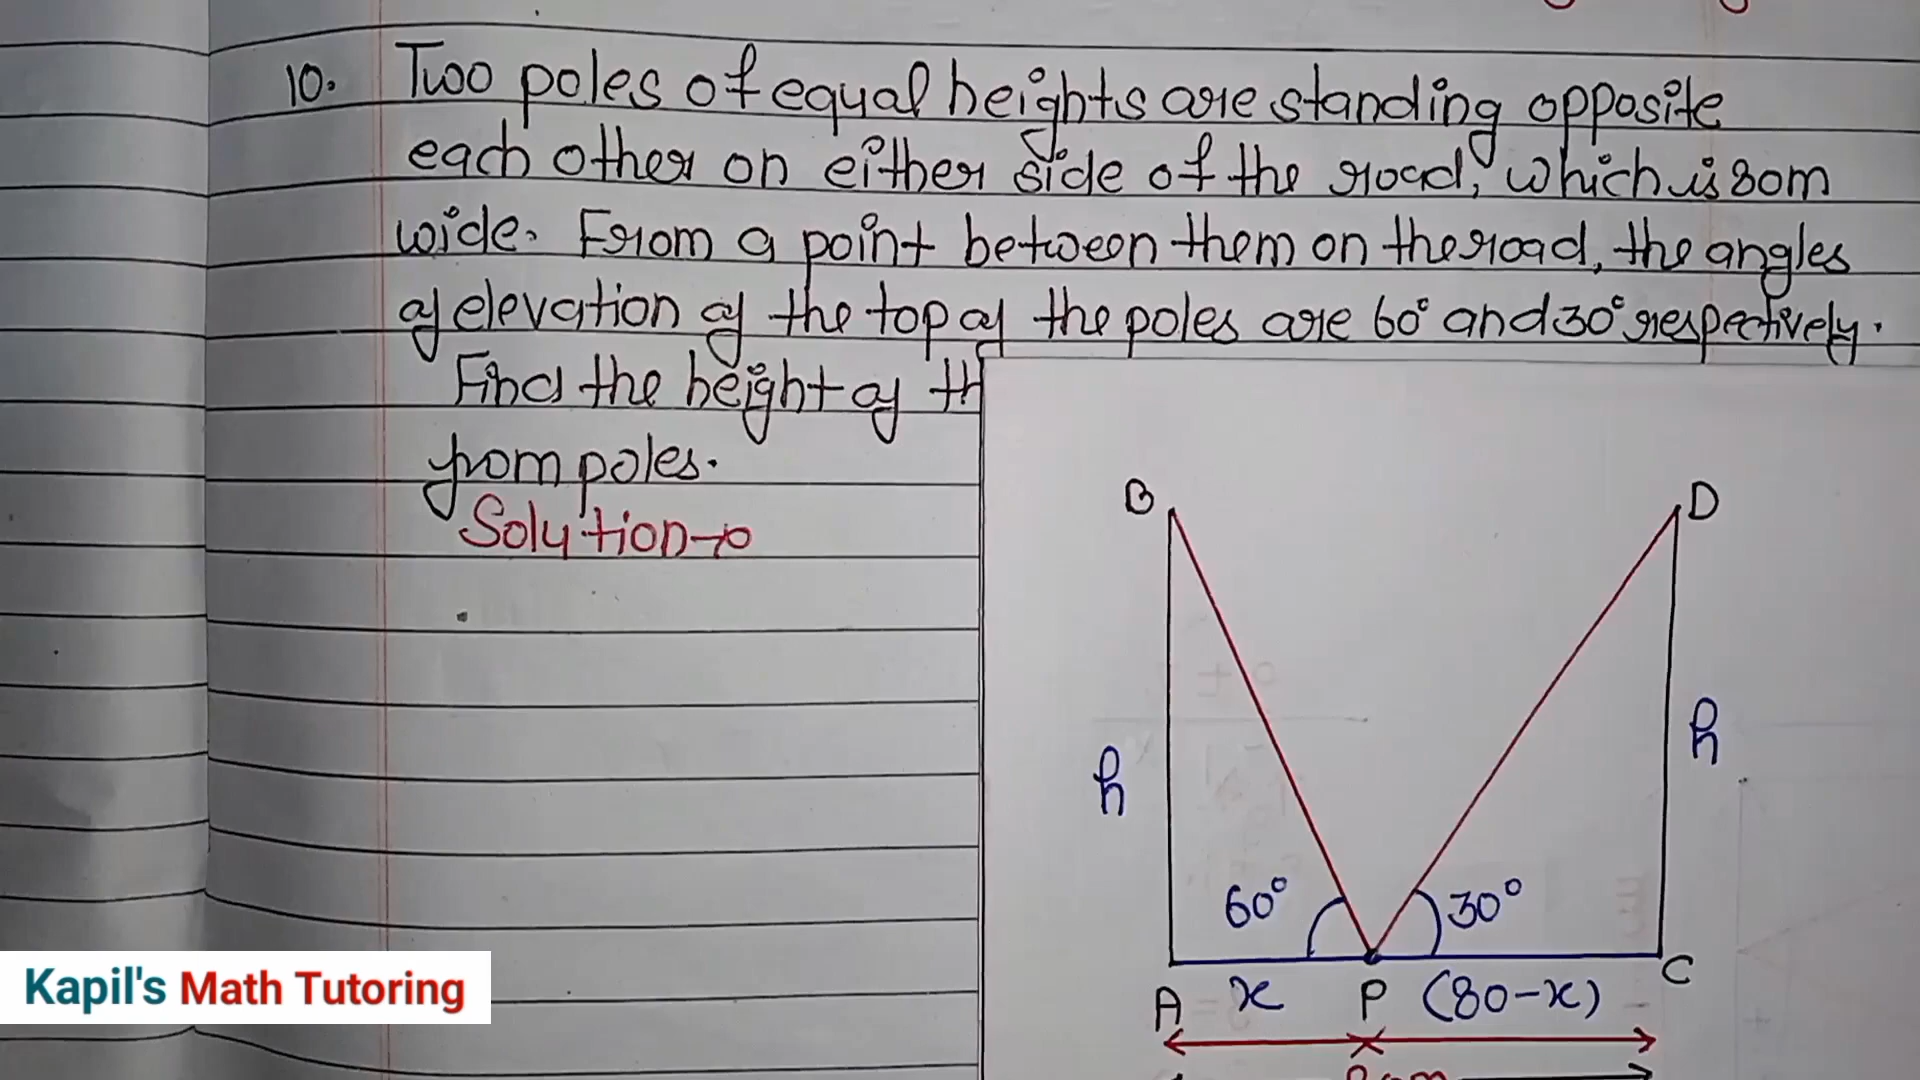 10. Two poles of equal heights are standing opposite
each other on either side of the road, which is 80m
wide. From a point between them on the road, the angles
of elevation of the top of the poles are 60° and 30° respectively.
Find the height of th
from poles.
Solution→
B
D
h
h
60°
30°
A x P (80-x) C
80m
Kapil's Math Tutoring